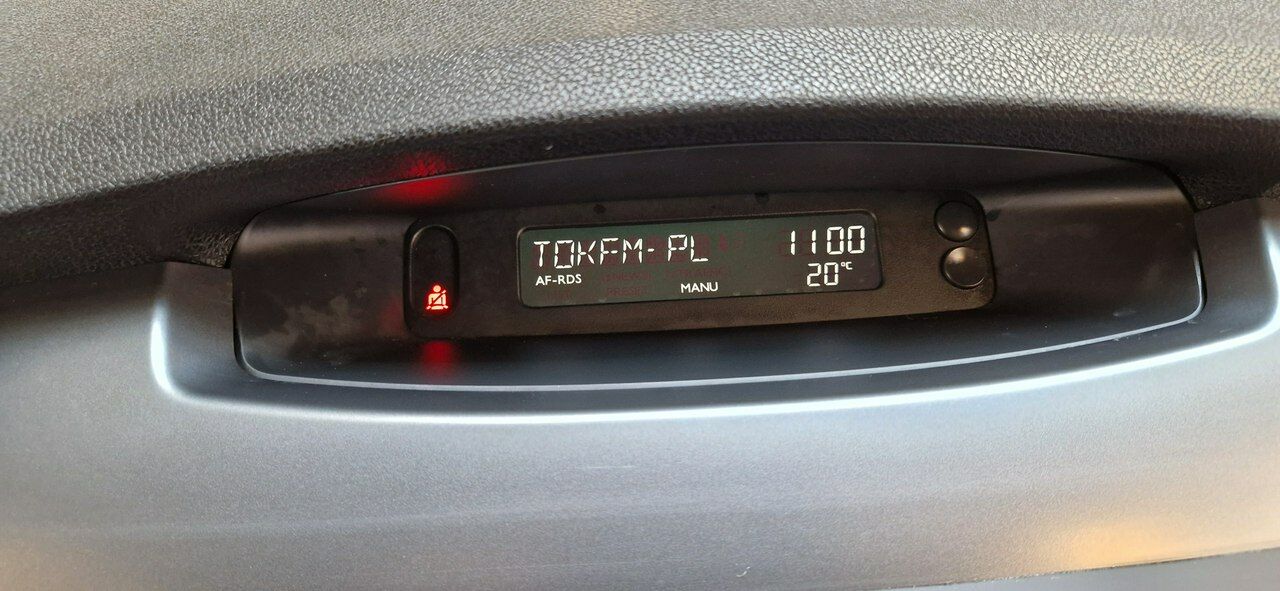 TOKFM-PL 1100
AF-RDS MANU 20°C